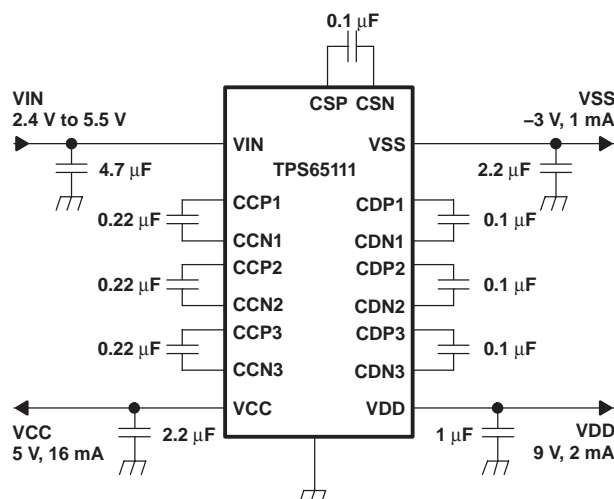 0.1 μF
CSP CSN
VIN
2.4 V to 5.5 V
VSS
–3 V, 1 mA
VIN
VSS
TPS65111
4.7 μF
2.2 μF
CCP1
CDP1
0.22 μF
0.1 μF
CCN1
CDN1
CCP2
CDP2
0.22 μF
0.1 μF
CCN2
CDN2
CCP3
CDP3
0.22 μF
0.1 μF
CCN3
CDN3
VCC
VDD
VCC
5 V, 16 mA
2.2 μF
1 μF
VDD
9 V, 2 mA